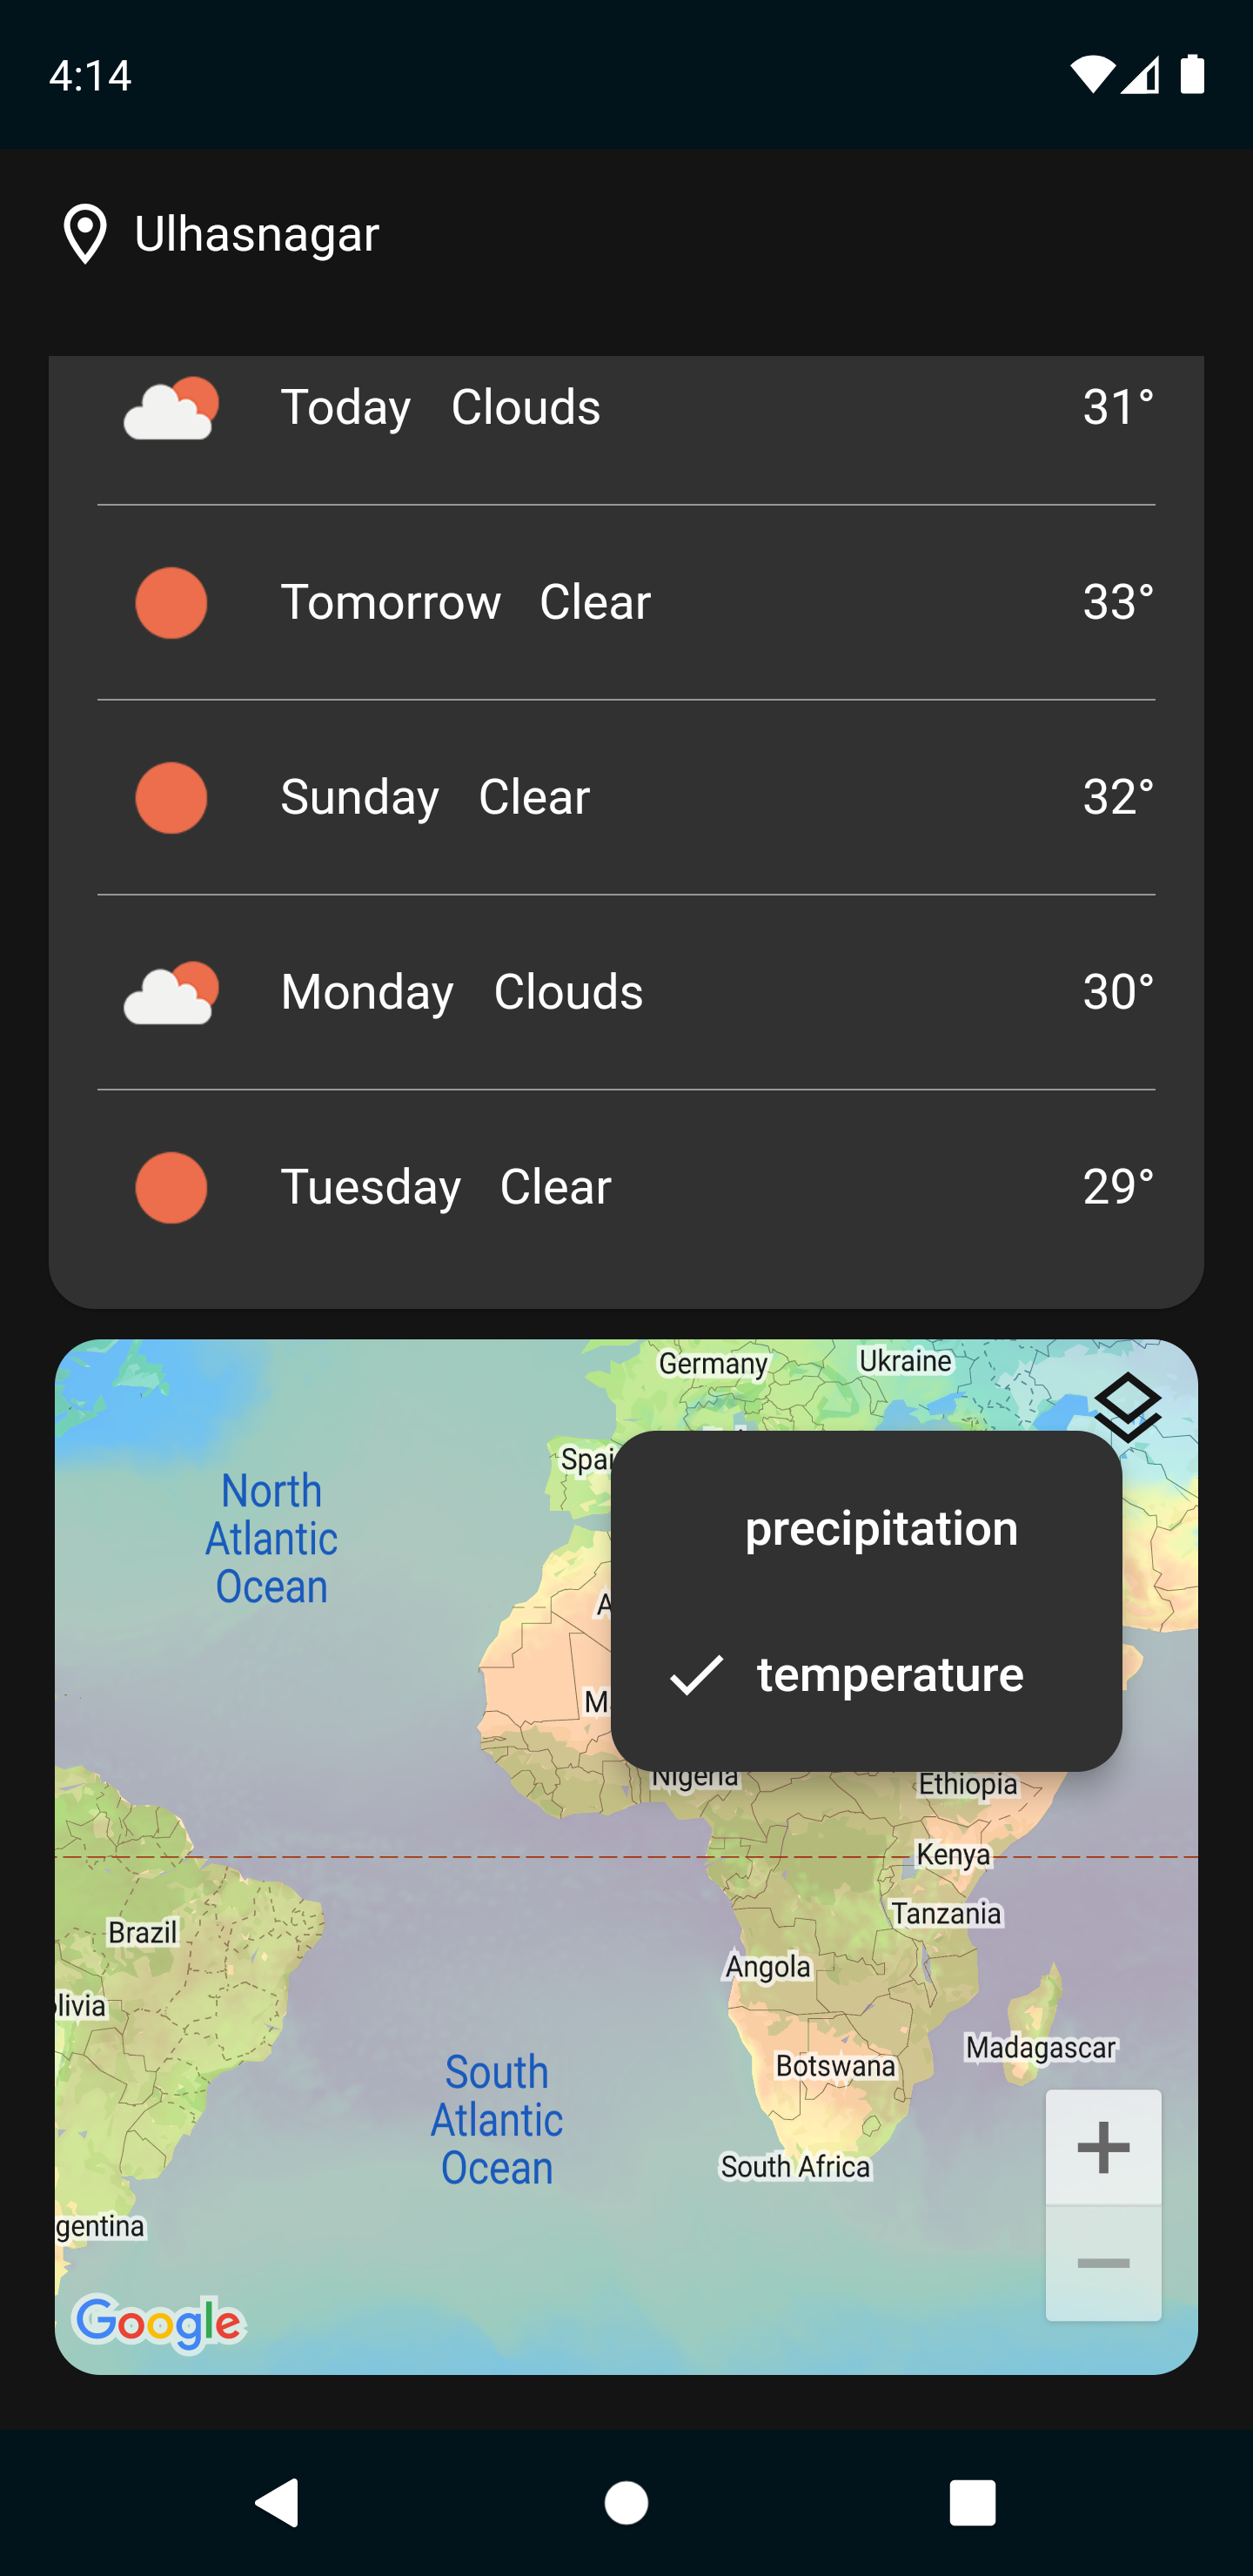 4:14
Ulhasnagar
Today Clouds 31°
Tomorrow Clear 33°
Sunday Clear 32°
Monday Clouds 30°
Tuesday Clear 29°
Germany
Ukraine
Spai
North
Atlantic
Ocean
precipitation
A
M
temperature
Nigeria
Ethiopia
Kenya
Tanzania
Brazil
Angola
livia
Madagascar
Botswana
South
Atlantic
Ocean
South Africa
gentina
Google